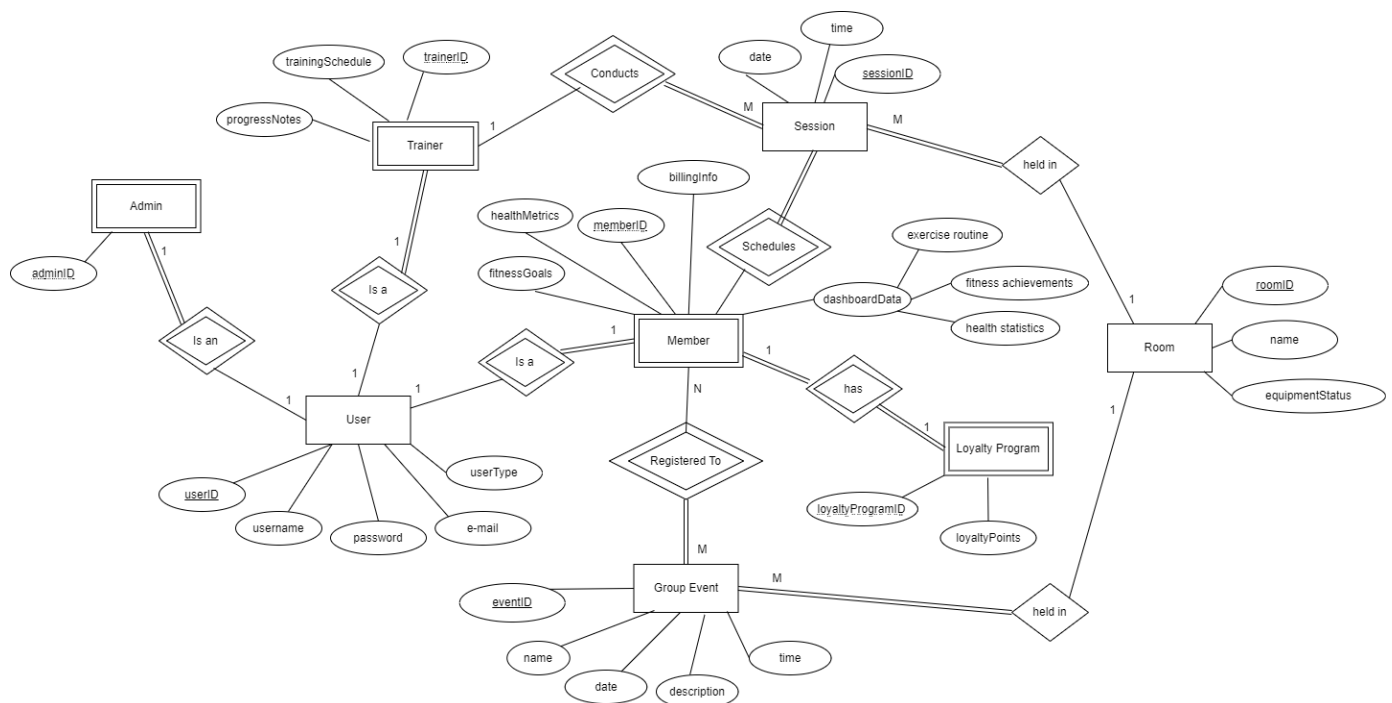 time
trainingSchedule
trainerID
date
Conducts
sessionID
progressNotes
1
M
Session
M
Trainer
held in
billingInfo
Admin
healthMetrics
memberID
exercise routine
1
1
Schedules
adminID
fitnessGoals
fitness achievements
Is a
dashboardData
roomID
1
health statistics
Is an
1
Member
Room
name
Is a
1
1
1
has
equipmentStatus
1
N
1
User
1
Loyalty Program
Registered To
userType
userID
loyaltyProgramID
username
e-mail
password
loyaltyPoints
M
M
Group Event
eventID
held in
name
time
date
description